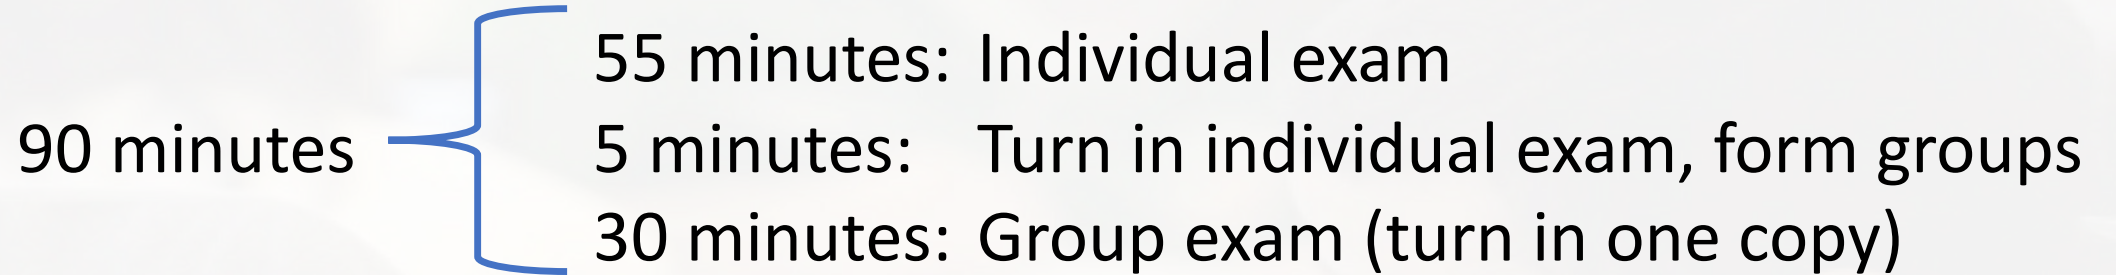 55 minutes: Individual exam
90 minutes 5 minutes: Turn in individual exam, form groups
30 minutes: Group exam (turn in one copy)